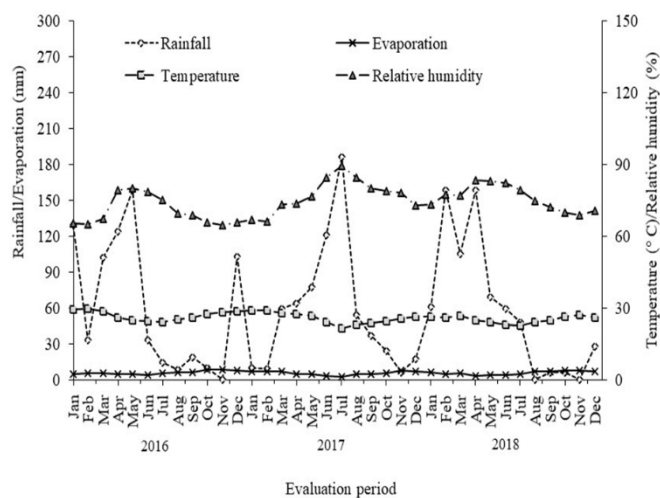 300
270
240
210
180
150
120
90
60
30
0
Rainfall/Evaporation (mm)
Rainfall
Evaporation
Temperature
Relative humidity
150
120
90
60
30
0
Temperature (° C)/Relative humidity (%)
Jan Feb Mar Apr May Jun Jul Aug Sep Oct Nov Dec Jan Feb Mar Apr May Jun Jul Aug Sep Oct Nov Dec Jan Feb Mar Apr May Jun Jul Aug Sep Oct Nov Dec
2016 2017 2018
Evaluation period